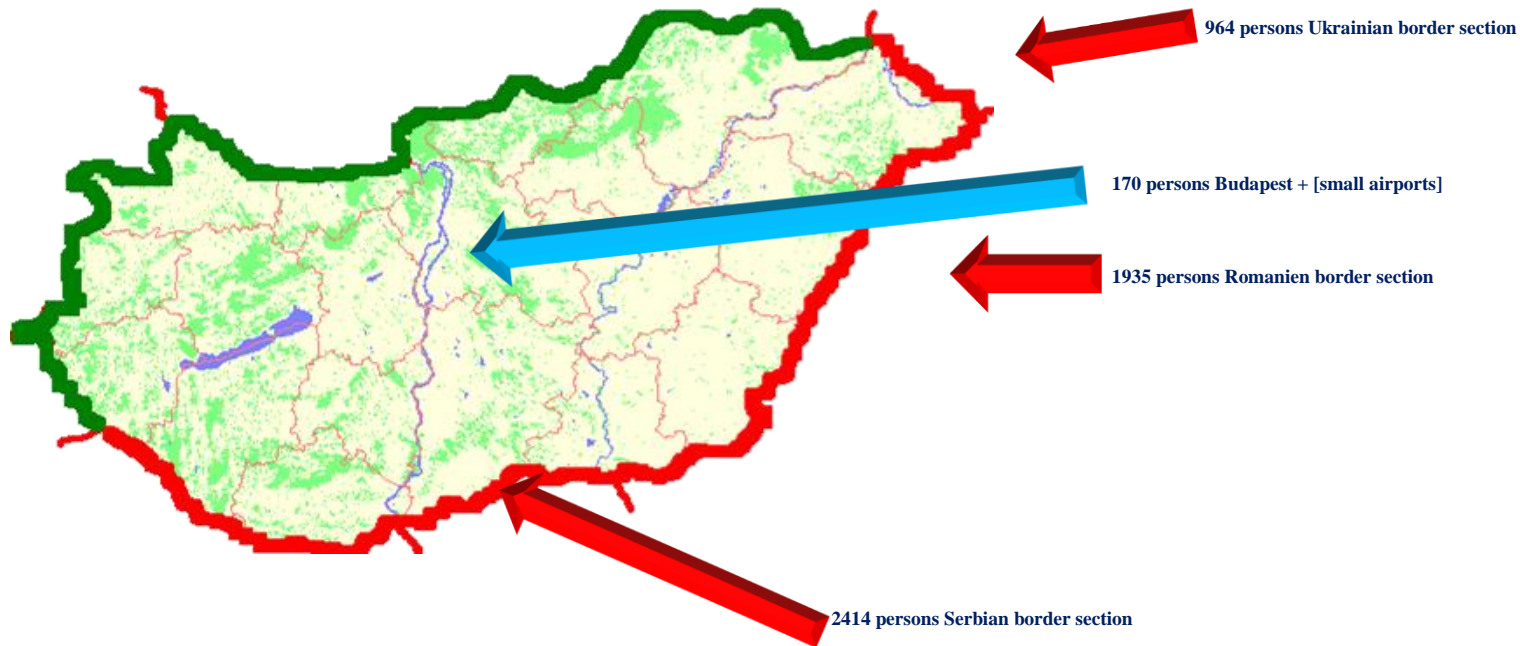 964 persons Ukrainian border section
170 persons Budapest + [small airports]
1935 persons Romanien border section
2414 persons Serbian border section